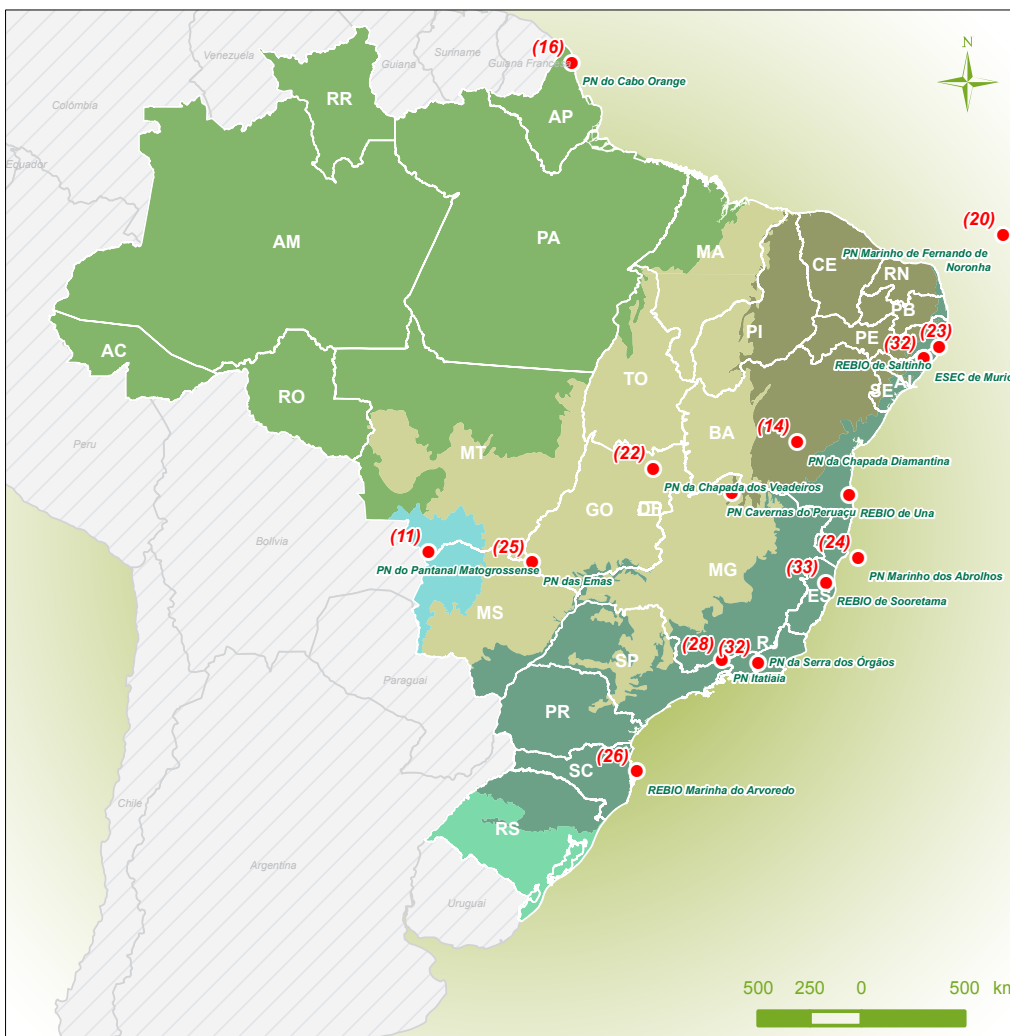 N
(16)
Venezuela
Suriname
Guiana
Guiana Francesa
PN do Cabo Orange
Colômbia
RR
AP
Equador
(20)
AM
PA
MA
CE
PN Marinho de Fernando de
Noronha
RN
PB
PI
PE
(23)
(32)
AC
REBIO de Saltinho
TO
ESEC de Muric
AL
SE
RO
BA
(14)
Peru
MT
(22)
PN da Chapada Diamantina
PN da Chapada dos Veadeiros
GO
DF
PN Cavernas do Peruaçu
REBIO de Una
(11)
Bolívia
(25)
(24)
PN do Pantanal Matogrossense
PN das Emas
MG
PN Marinho dos Abrolhos
(33)
ES
REBIO de Sooretama
MS
(28)
(32)
R
SP
PN da Serra dos Órgãos
PN Itatiaia
Paraguai
PR
(26)
SC
REBIO Marinha do Arvoredo
Chile
RS
Argentina
Uruguai
500 250 0 500 km